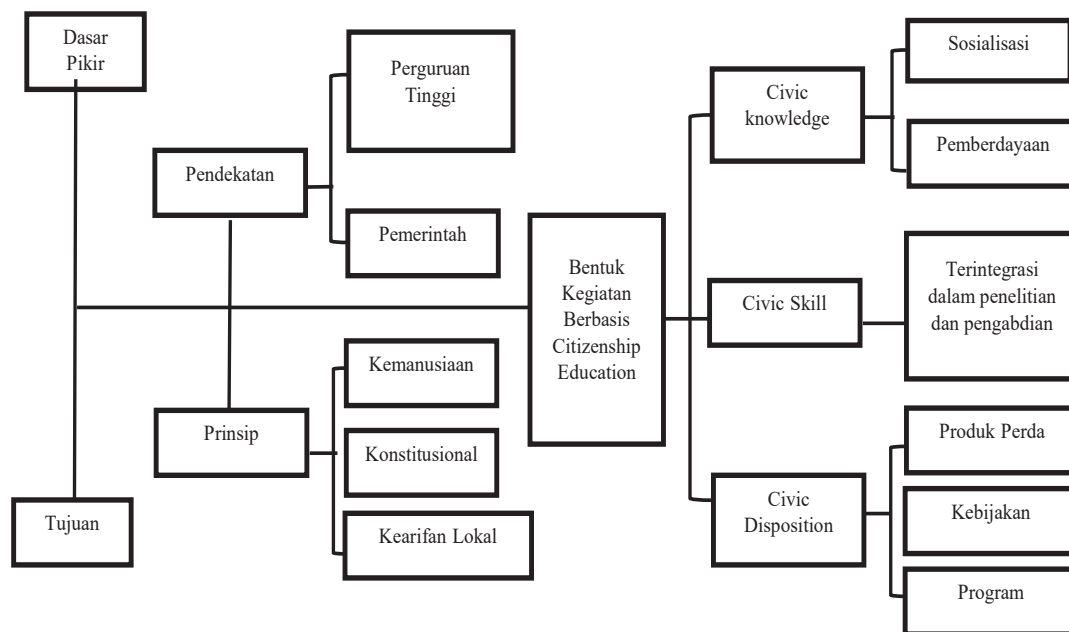 Dasar
Pikir
Tujuan
Pendekatan
Prinsip
Perguruan
Tinggi
Pemerintah
Kemanusiaan
Konstitusional
Kearifan Lokal
Bentuk
Kegiatan
Berbasis
Citizenship
Education
Civic
knowledge
Sosialisasi
Pemberdayaan
Civic Skill
Terintegrasi
dalam penelitian
dan pengabdian
Civic
Disposition
Produk Perda
Kebijakan
Program